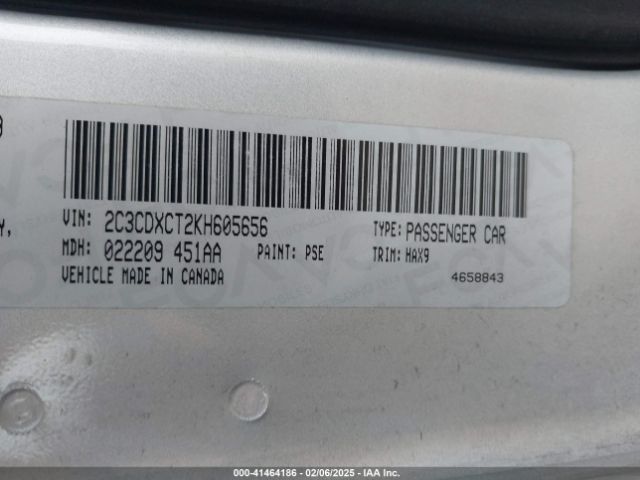 VIN: 2C3CDXCT2KH605656 TYPE: PASSENGER CAR
Y, MDH: 022209 451AA PAINT: PSE TRIM: HAX9
VEHICLE MADE IN CANADA 4658843
000-41464186 - 02/06/2025 - IAA Inc.